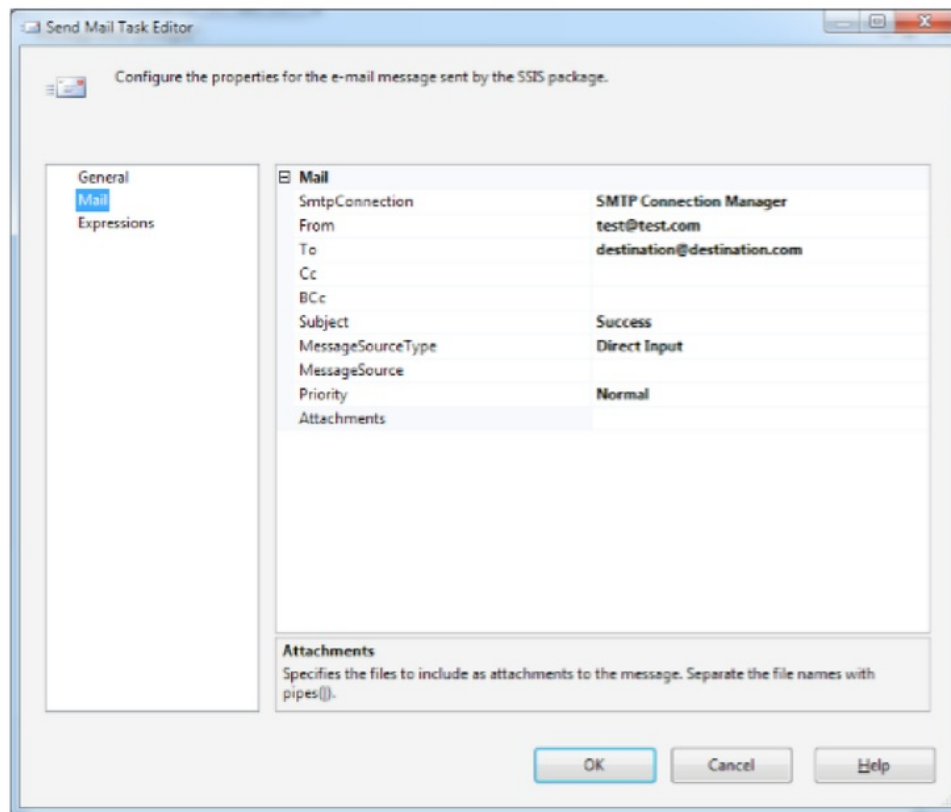 Send Mail Task Editor
Configure the properties for the e-mail message sent by the SSIS package.
General
Mail
Expressions
Mail
SmtpConnection SMTP Connection Manager
From test@test.com
To destination@destination.com
Cc
BCc
Subject Success
MessageSourceType Direct Input
MessageSource
Priority Normal
Attachments
Attachments
Specifies the files to include as attachments to the message. Separate the file names with
pipes(|).
OK Cancel Help